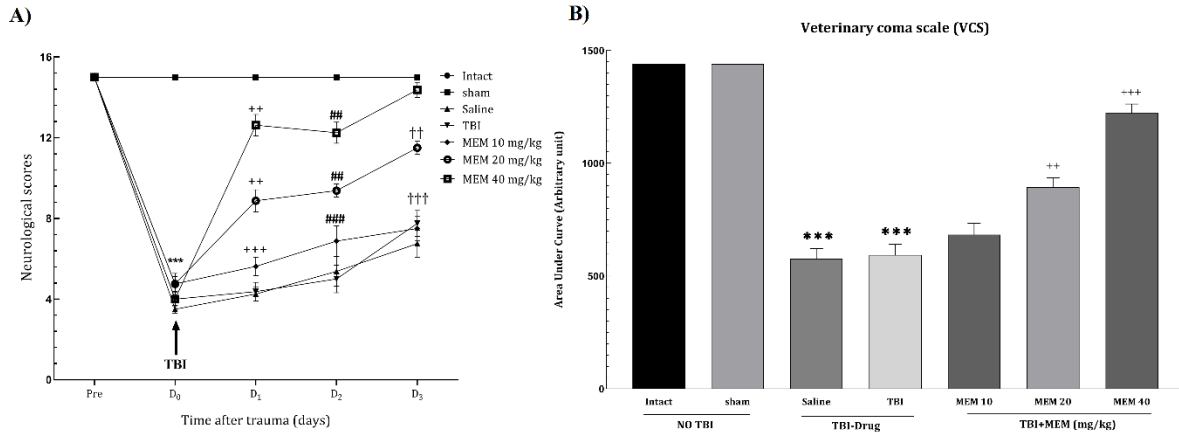 A)
16
12
8
4
0
Neurological scores
Intact
sham
Saline
TBI
MEM 10 mg/kg
MEM 20 mg/kg
MEM 40 mg/kg
++
##
++
##
††
***
+++
###
†††
TBI
Pre
D0
D1
D2
D3
Time after trauma (days)
B)
Veterinary coma scale (VCS)
1500
1000
500
0
Area Under Curve (Arbitrary unit)
***
***
++
+++
Intact
sham
Saline
TBI
MEM 10
MEM 20
MEM 40
NO TBI
TBI-Drug
TBI+MEM (mg/kg)